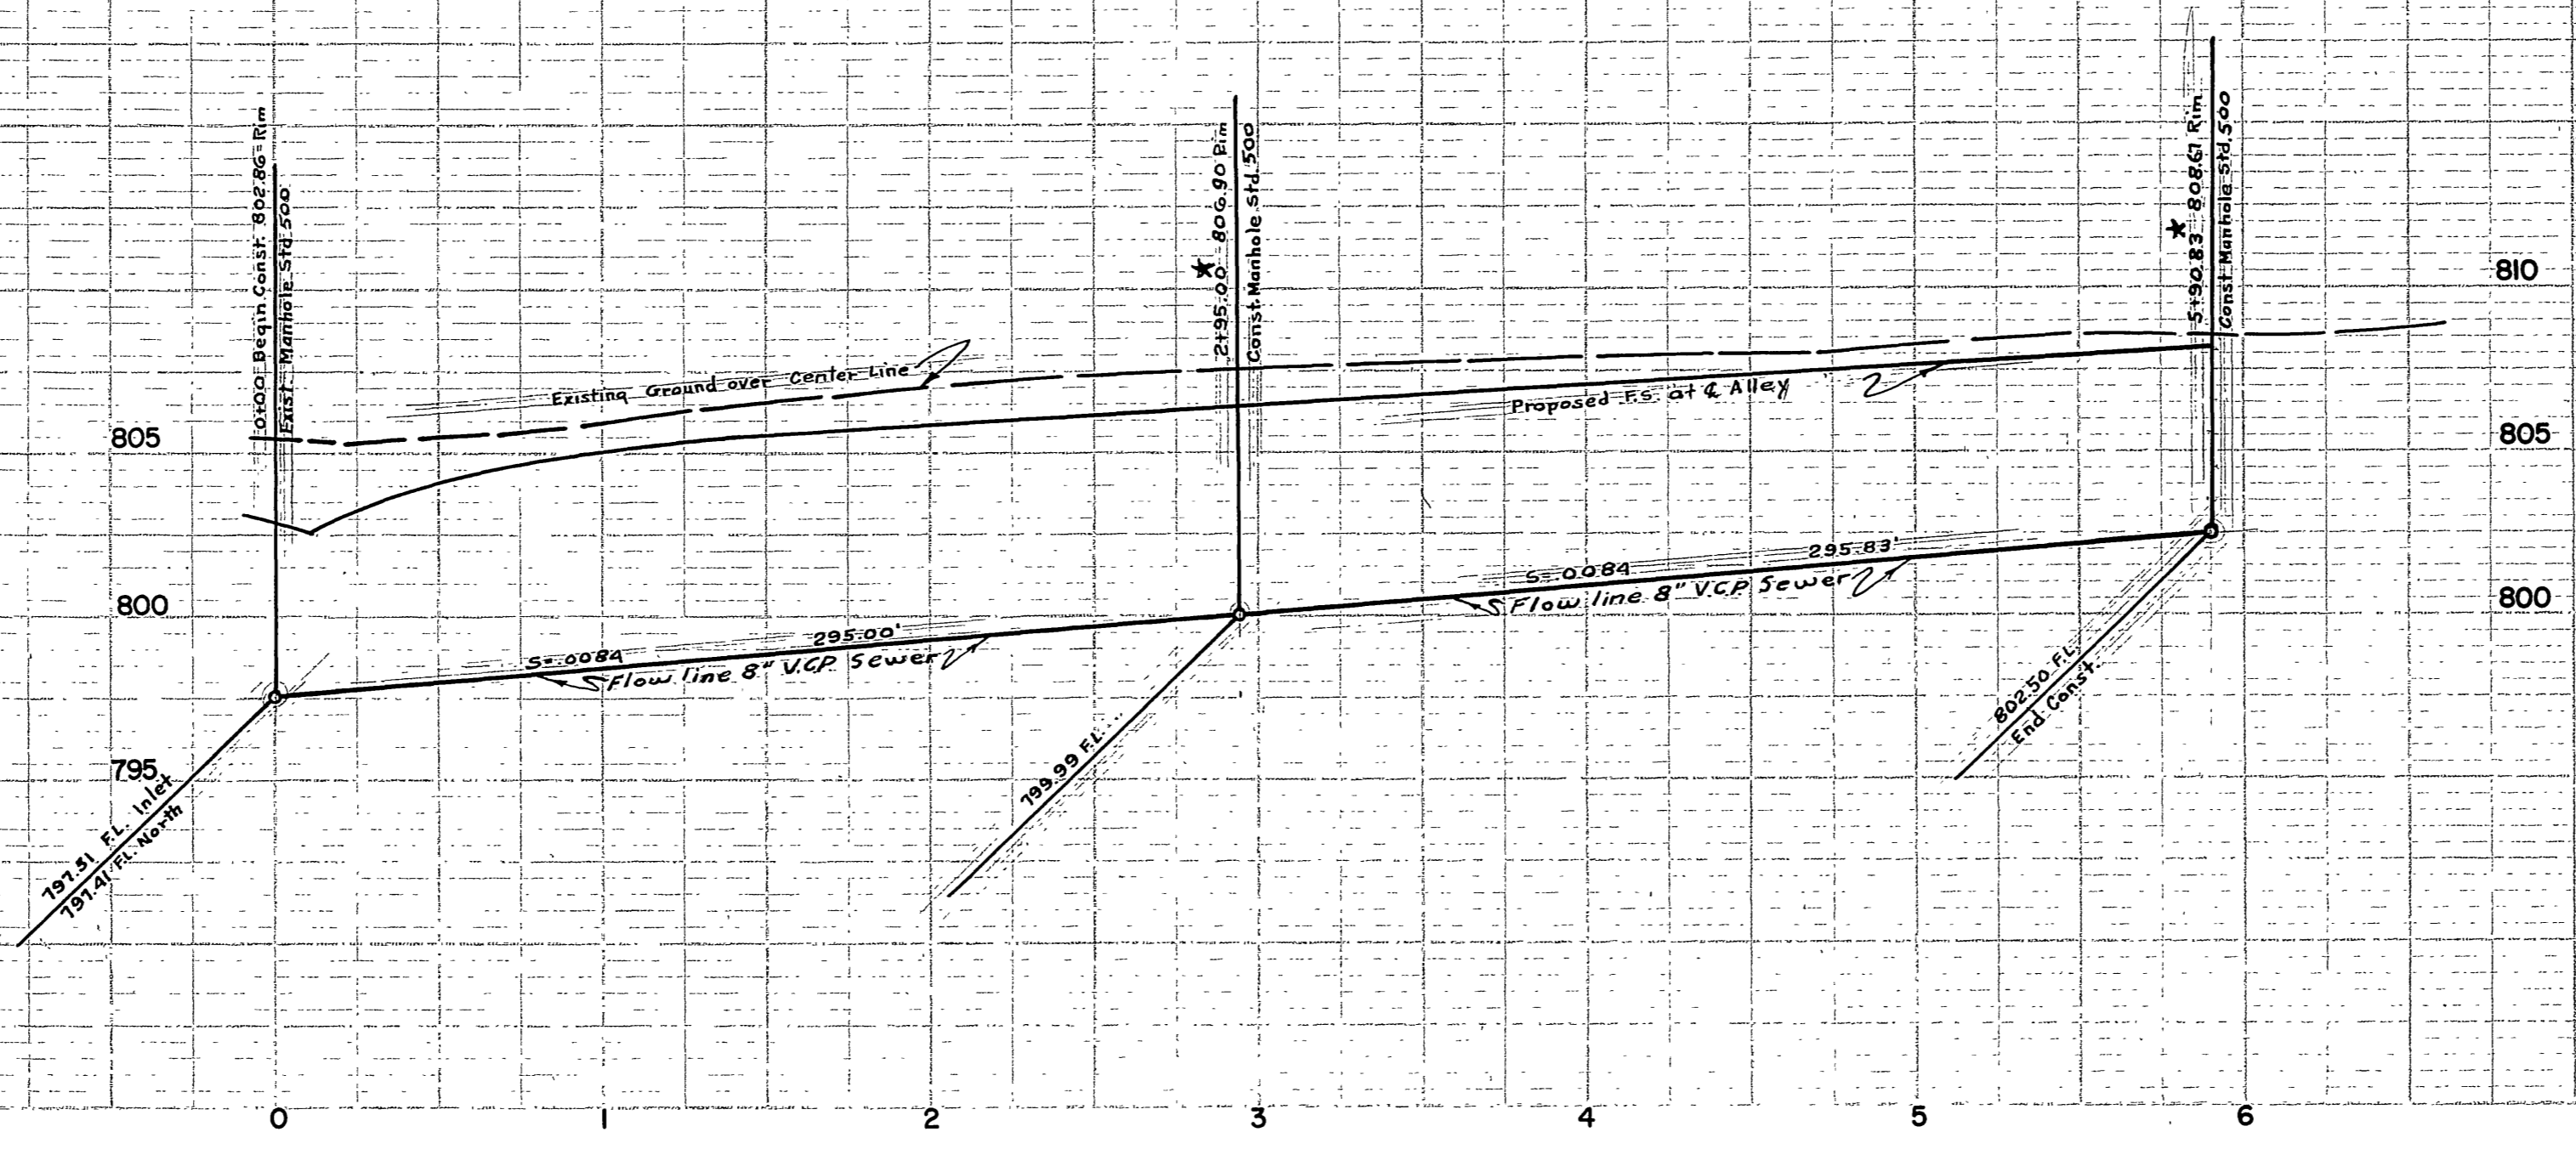 0+00 Begin Const. 802.86 Rim
Exist. Manhole Std. 500
★ 2+95.00 806.90 Rim
Const. Manhole Std. 500
★ 5+90.83 808.61 Rim
Const. Manhole Std. 500
810
Existing Ground over Center Line
Proposed F.S. at ℄ Alley
805
805
295.83'
S=.0084
Flow line 8" V.C.P. Sewer
800
800
295.00'
S=.0084
Flow line 8" V.C.P. Sewer
795
797.51 F.L. Inlet
797.41 F.L. North
799.99 F.L.
802.50 F.L.
End Const.
0 1 2 3 4 5 6